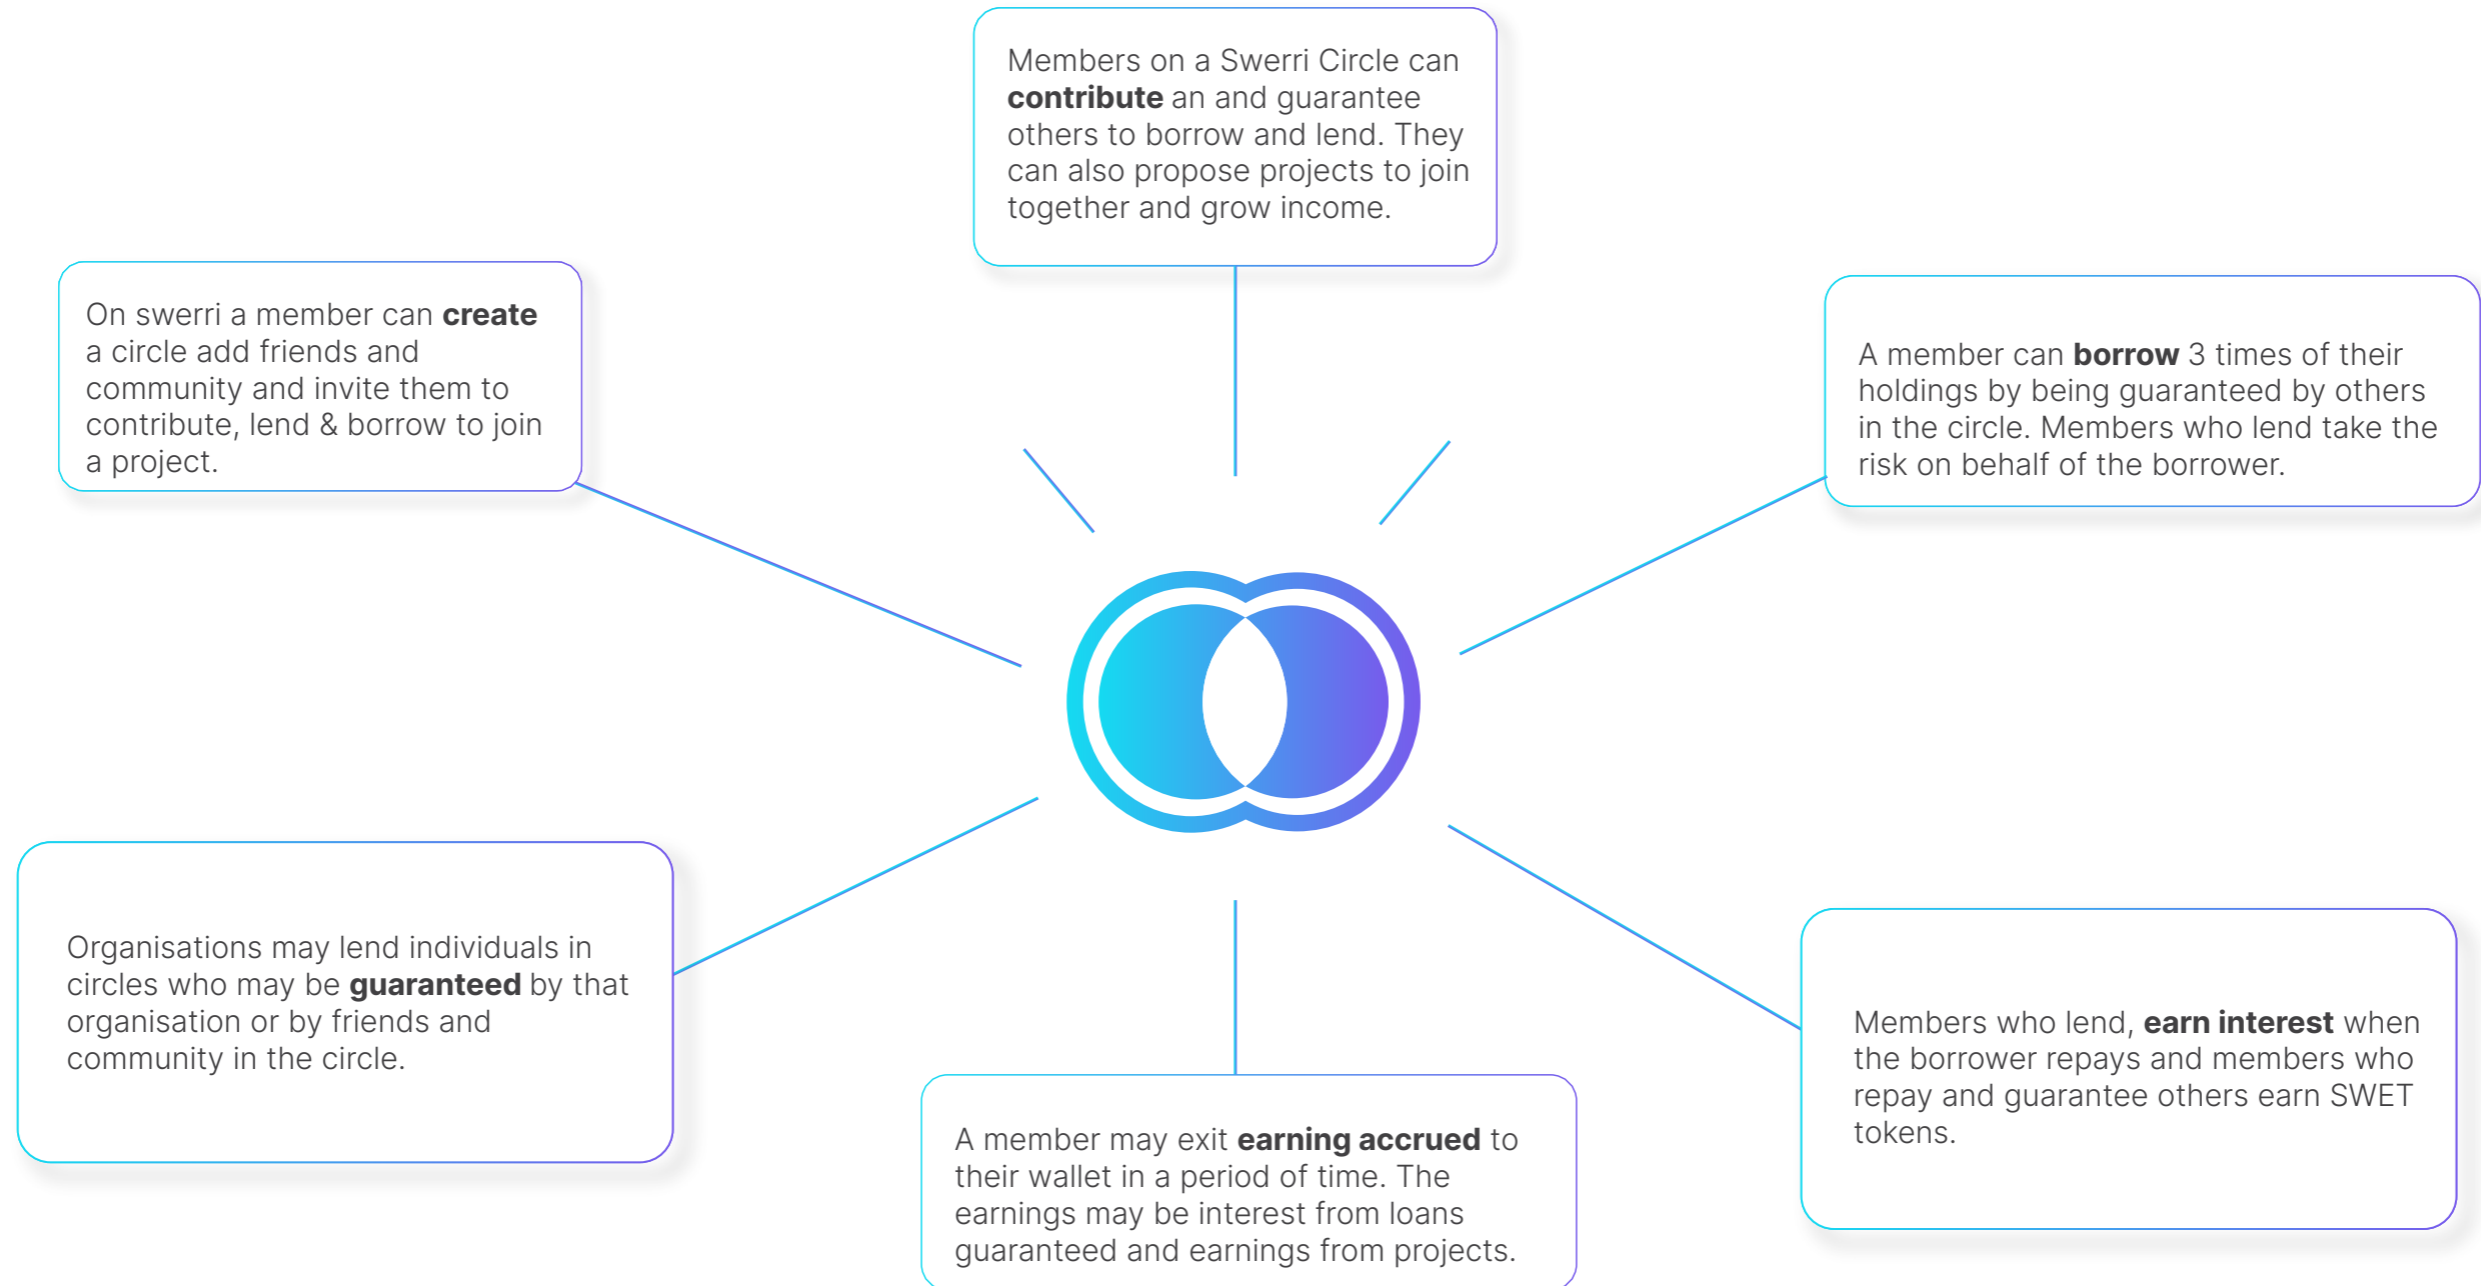 Members on a Swerri Circle can
contribute an and guarantee
others to borrow and lend. They
can also propose projects to join
together and grow income.
On swerri a member can create
a circle add friends and
community and invite them to
contribute, lend & borrow to join
a project.
A member can borrow 3 times of their
holdings by being guaranteed by others
in the circle. Members who lend take the
risk on behalf of the borrower.
Organisations may lend individuals in
circles who may be guaranteed by that
organisation or by friends and
community in the circle.
Members who lend, earn interest when
the borrower repays and members who
repay and guarantee others earn SWET
tokens.
A member may exit earning accrued to
their wallet in a period of time. The
earnings may be interest from loans
guaranteed and earnings from projects.